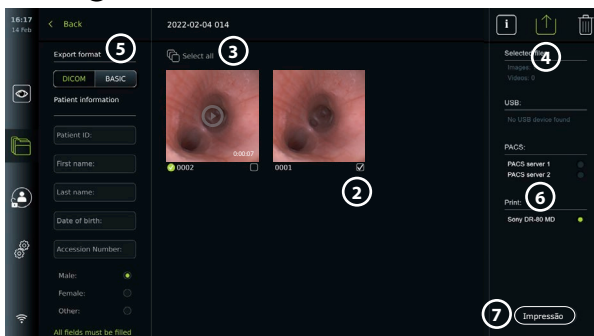 16:17
14 Feb
Back
2022-02-04 014
i
Export format
5
DICOM
BASIC
Patient information
Patient ID:
First name:
Last name:
Date of birth:
Accession Number:
Male:
Female:
Other:
All fields must be filled
Select all
3
0:00:07
0002
0001
2
Selected files:
4
Images:
Videos: 0
USB:
No USB device found
PACS:
PACS server 1
PACS server 2
Print:
6
Sony DR-80 MD
7
Impressão